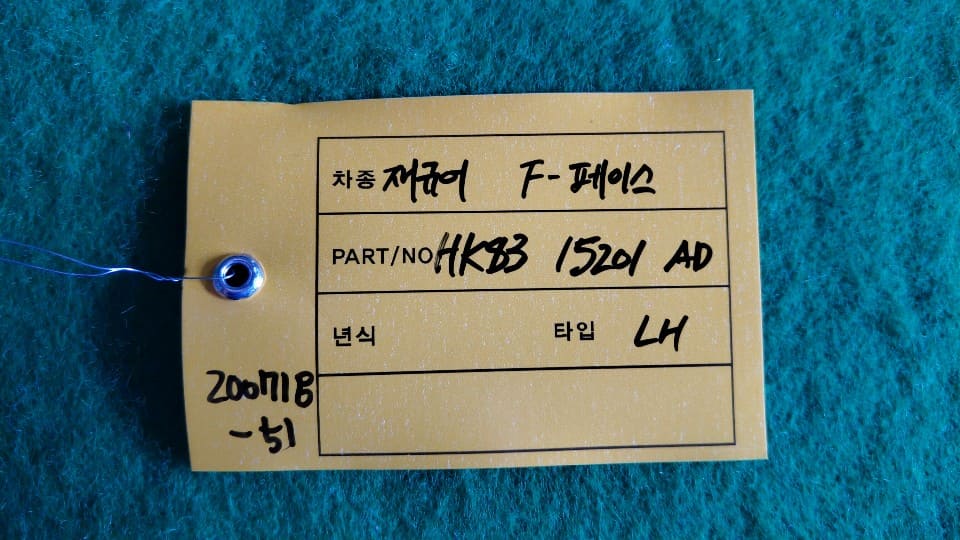 차종 재규어 F-페이스
PART/NO HK83 15201 AD
년식 타입 LH
200718
-51